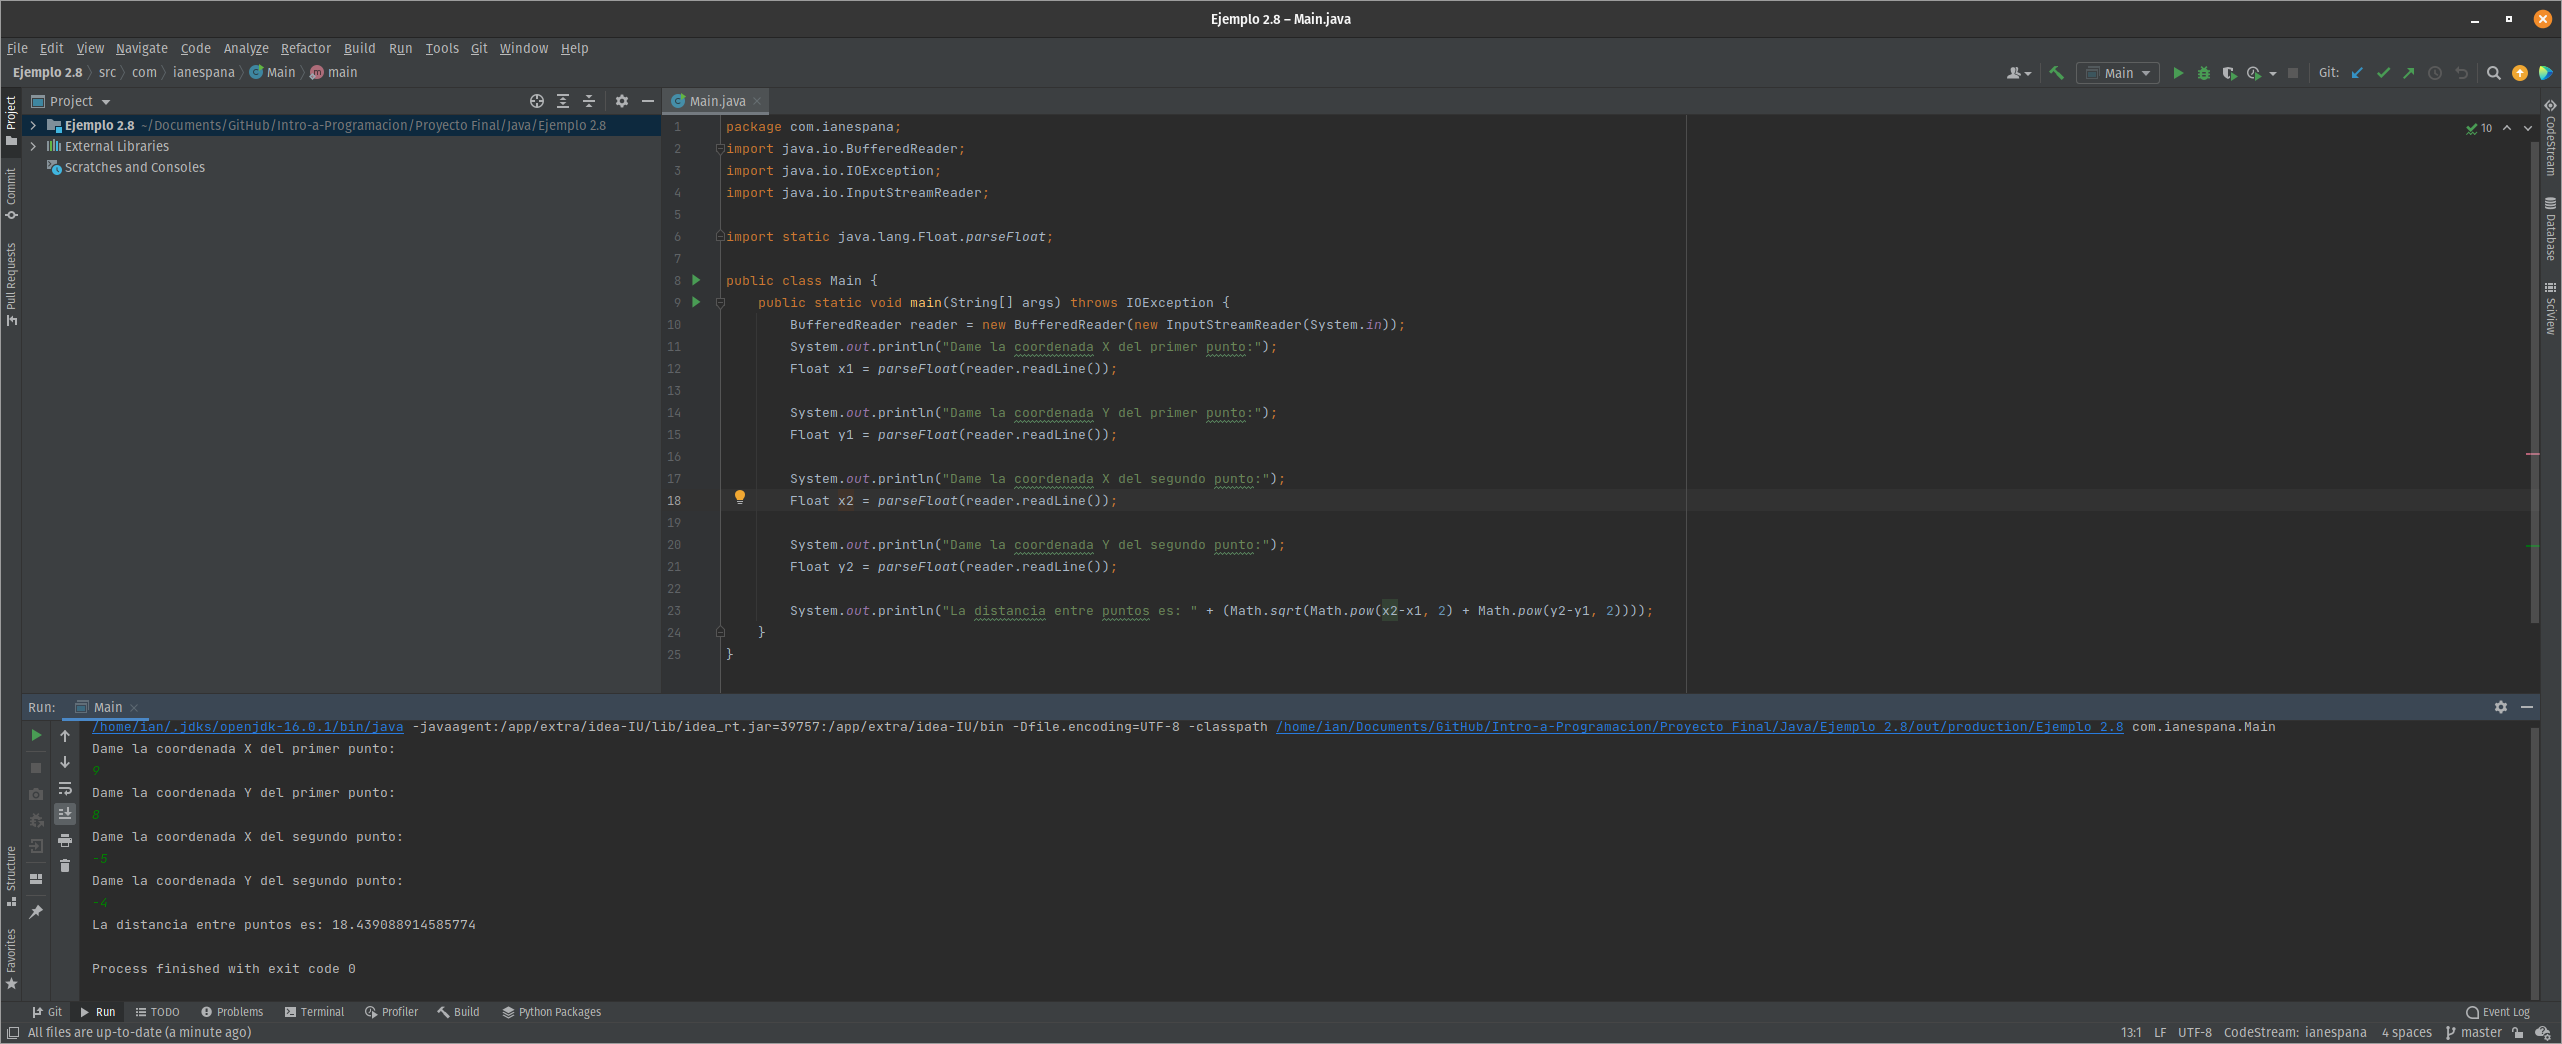 Ejemplo 2.8 – Main.java
File Edit View Navigate Code Analyze Refactor Build Run Tools Git Window Help
Ejemplo 2.8 src com ianespana Main main
Main Git:
Project
Main.java
Ejemplo 2.8 ~/Documents/GitHub/Intro-a-Programacion/Proyecto Final/Java/Ejemplo 2.8
External Libraries
Scratches and Consoles
Project
Commit
Pull Requests
Structure
Favorites
1 package com.ianespana;
2 import java.io.BufferedReader;
3 import java.io.IOException;
4 import java.io.InputStreamReader;
5
6 import static java.lang.Float.parseFloat;
7
8 public class Main {
9 public static void main(String[] args) throws IOException {
10 BufferedReader reader = new BufferedReader(new InputStreamReader(System.in));
11 System.out.println("Dame la coordenada X del primer punto:");
12 Float x1 = parseFloat(reader.readLine());
13
14 System.out.println("Dame la coordenada Y del primer punto:");
15 Float y1 = parseFloat(reader.readLine());
16
17 System.out.println("Dame la coordenada X del segundo punto:");
18 Float x2 = parseFloat(reader.readLine());
19
20 System.out.println("Dame la coordenada Y del segundo punto:");
21 Float y2 = parseFloat(reader.readLine());
22
23 System.out.println("La distancia entre puntos es: " + (Math.sqrt(Math.pow(x2-x1, 2) + Math.pow(y2-y1, 2))));
24 }
25 }
10
CodeStream
Database
SciView
Run: Main
/home/ian/.jdks/openjdk-16.0.1/bin/java -javaagent:/app/extra/idea-IU/lib/idea_rt.jar=39757:/app/extra/idea-IU/bin -Dfile.encoding=UTF-8 -classpath /home/ian/Documents/GitHub/Intro-a-Programacion/Proyecto Final/Java/Ejemplo 2.8/out/production/Ejemplo 2.8 com.ianespana.Main
Dame la coordenada X del primer punto:
9
Dame la coordenada Y del primer punto:
8
Dame la coordenada X del segundo punto:
-5
Dame la coordenada Y del segundo punto:
-4
La distancia entre puntos es: 18.439088914585774
Process finished with exit code 0
Git Run TODO Problems Terminal Profiler Build Python Packages Event Log
All files are up-to-date (a minute ago) 13:1 LF UTF-8 CodeStream: ianespana 4 spaces master